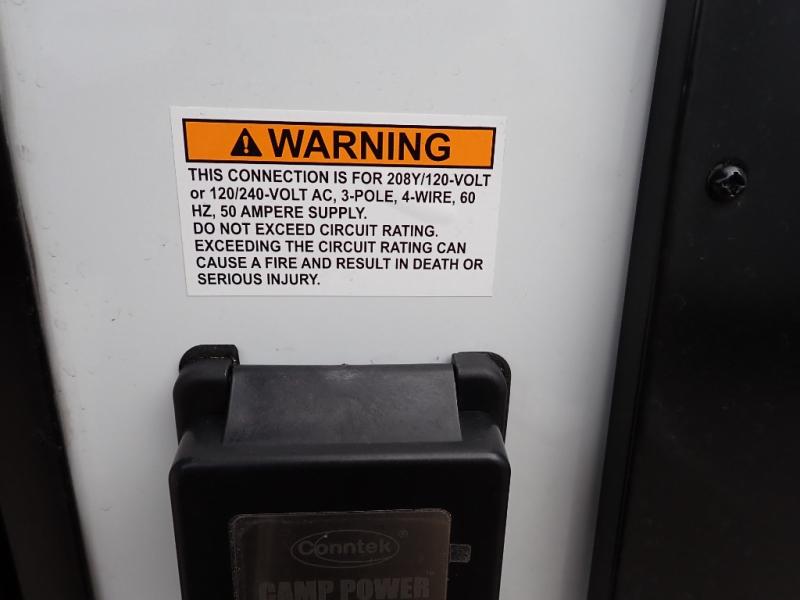 WARNING
THIS CONNECTION IS FOR 208Y/120-VOLT
or 120/240-VOLT AC, 3-POLE, 4-WIRE, 60
HZ, 50 AMPERE SUPPLY.
DO NOT EXCEED CIRCUIT RATING.
EXCEEDING THE CIRCUIT RATING CAN
CAUSE A FIRE AND RESULT IN DEATH OR
SERIOUS INJURY.
Conntek®
CAMP POWER™